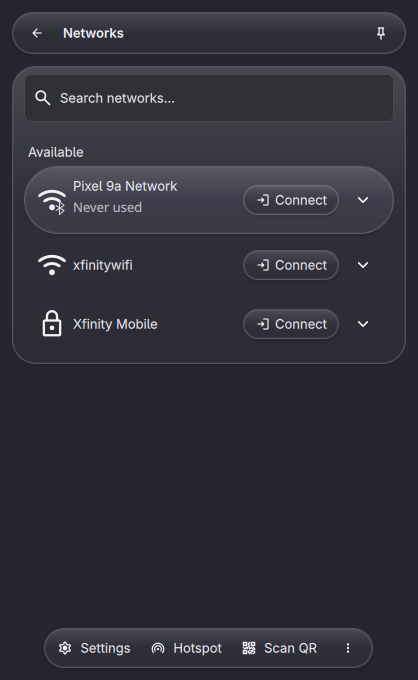 Networks
Search networks...
Available
Pixel 9a Network
Never used
Connect
xfinitywifi
Connect
Xfinity Mobile
Connect
Settings
Hotspot
Scan QR